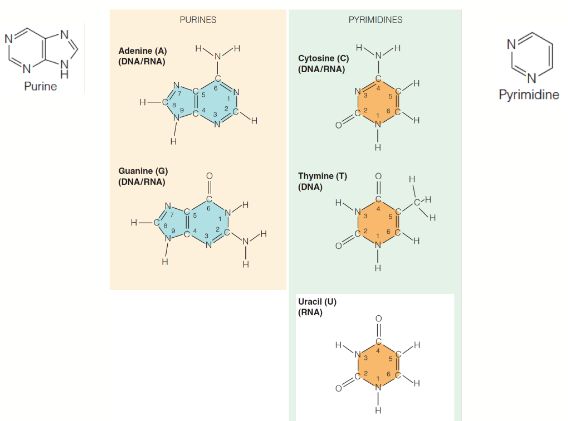 PURINES
PYRIMIDINES
N
N
N
N
H
Purine
Adenine (A)
(DNA/RNA)
H
H
N
C
6
N
7
C
5
N
1
H
C
8
9
N
C
4
3
N
2
C
H
H
Cytosine (C)
(DNA/RNA)
H
H
N
C
4
N
3
C
5
H
C
2
1
6
C
O
N
H
H
N
N
Pyrimidine
Guanine (G)
(DNA/RNA)
O
C
6
N
7
C
5
1
N
H
H
C
8
9
N
C
4
3
N
2
C
N
H
H
H
Thymine (T)
(DNA)
O
C
4
H
N
3
C
5
C
H
H
H
C
2
1
6
C
O
N
H
H
Uracil (U)
(RNA)
O
C
4
H
N
3
C
5
H
C
2
1
6
C
O
N
H
H